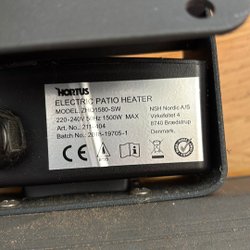 HORTUS
ELECTRIC PATIO HEATER
MODEL: ZHQ1580-SW
220-240V 50Hz 1500W MAX
Art. No.:
Batch No.:
NSH Nordic A/S
Virkefeltet 4
8740 Brædstrup
Denmark.
CE